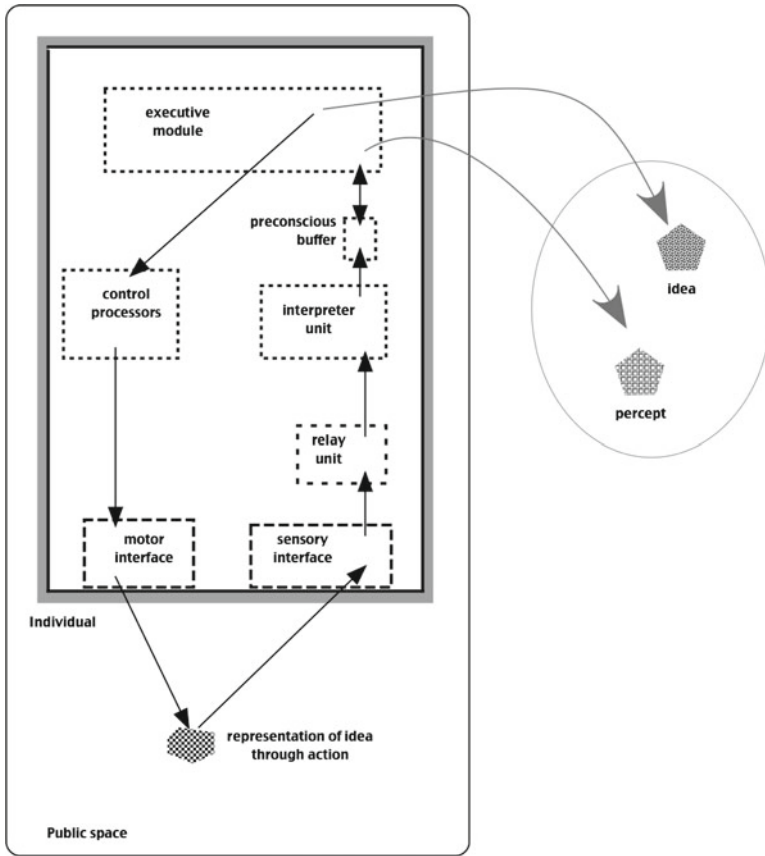 executive
module
preconscious
buffer
control
processors
interpreter
unit
idea
percept
relay
unit
motor
interface
sensory
interface
Individual
representation of idea
through action
Public space